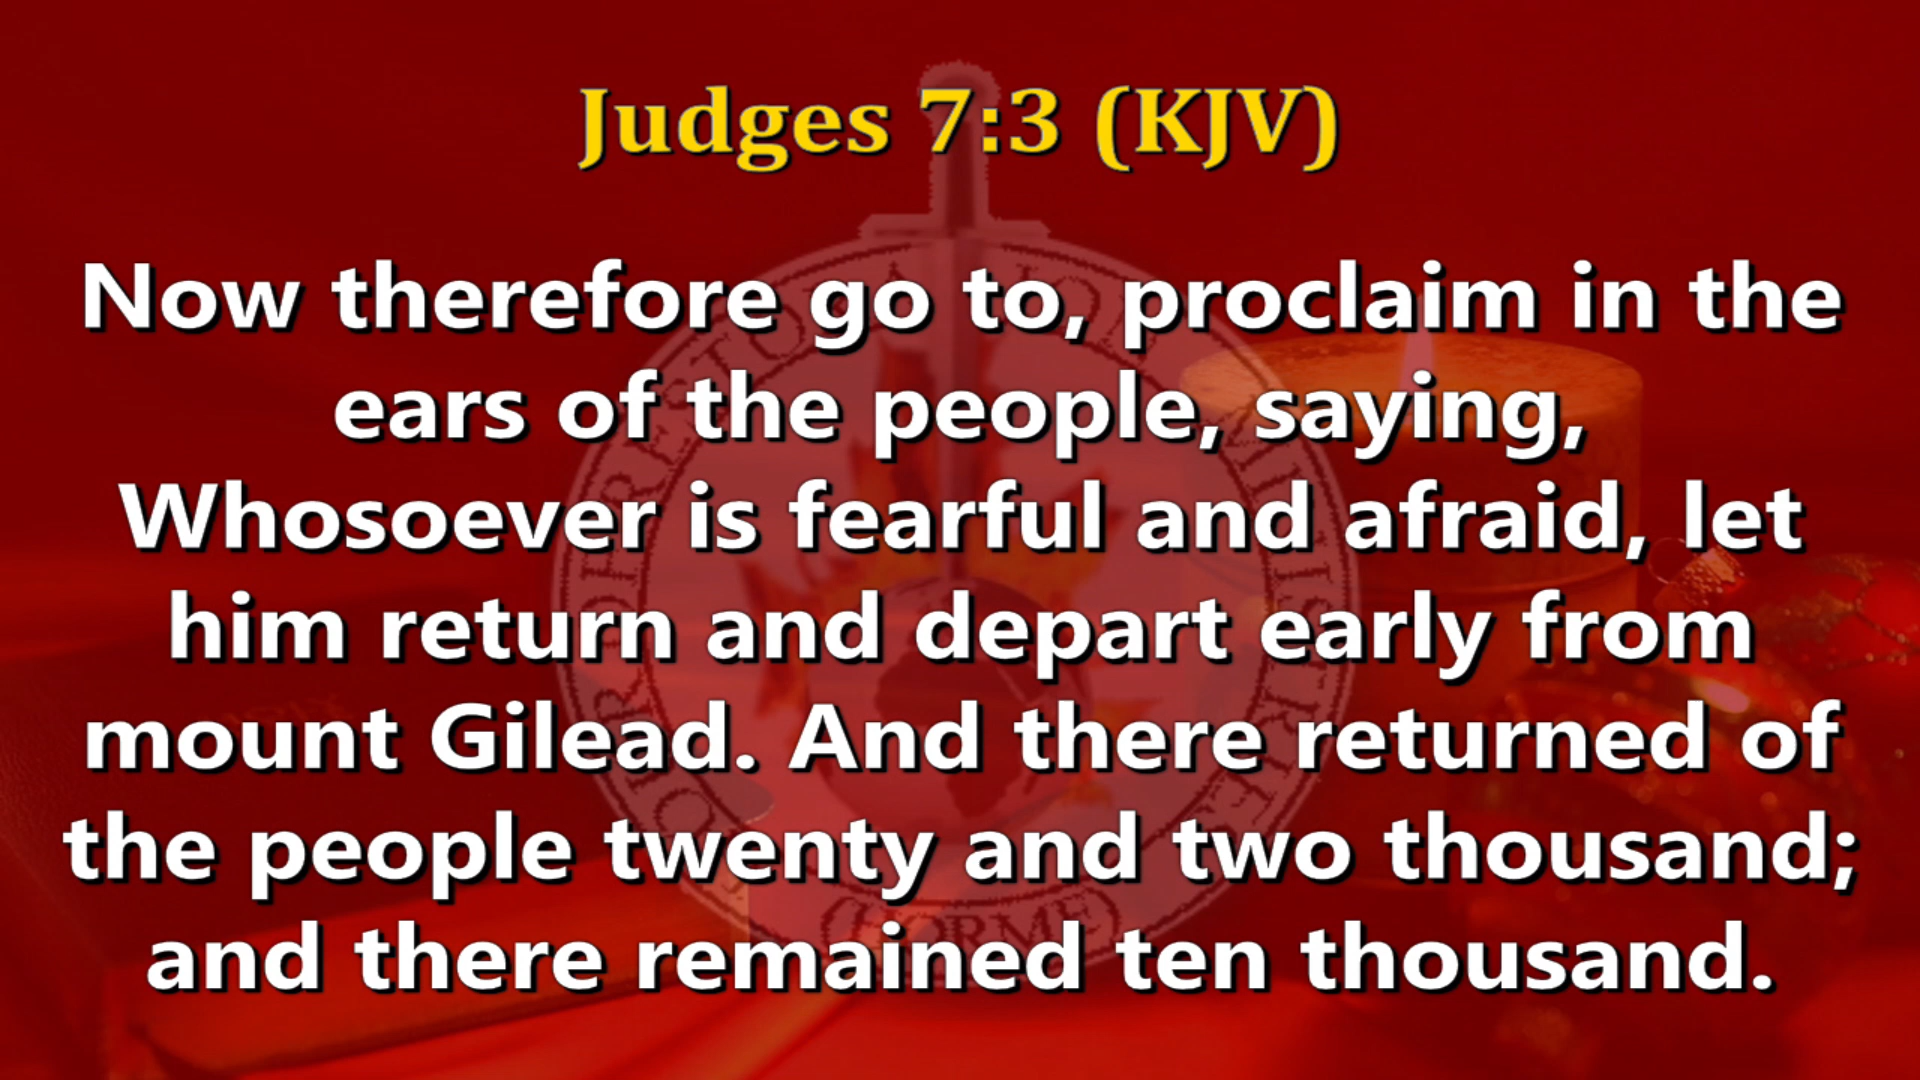 Judges 7:3 (KJV)
Now therefore go to, proclaim in the
ears of the people, saying,
Whosoever is fearful and afraid, let
him return and depart early from
mount Gilead. And there returned of
the people twenty and two thousand;
and there remained ten thousand.